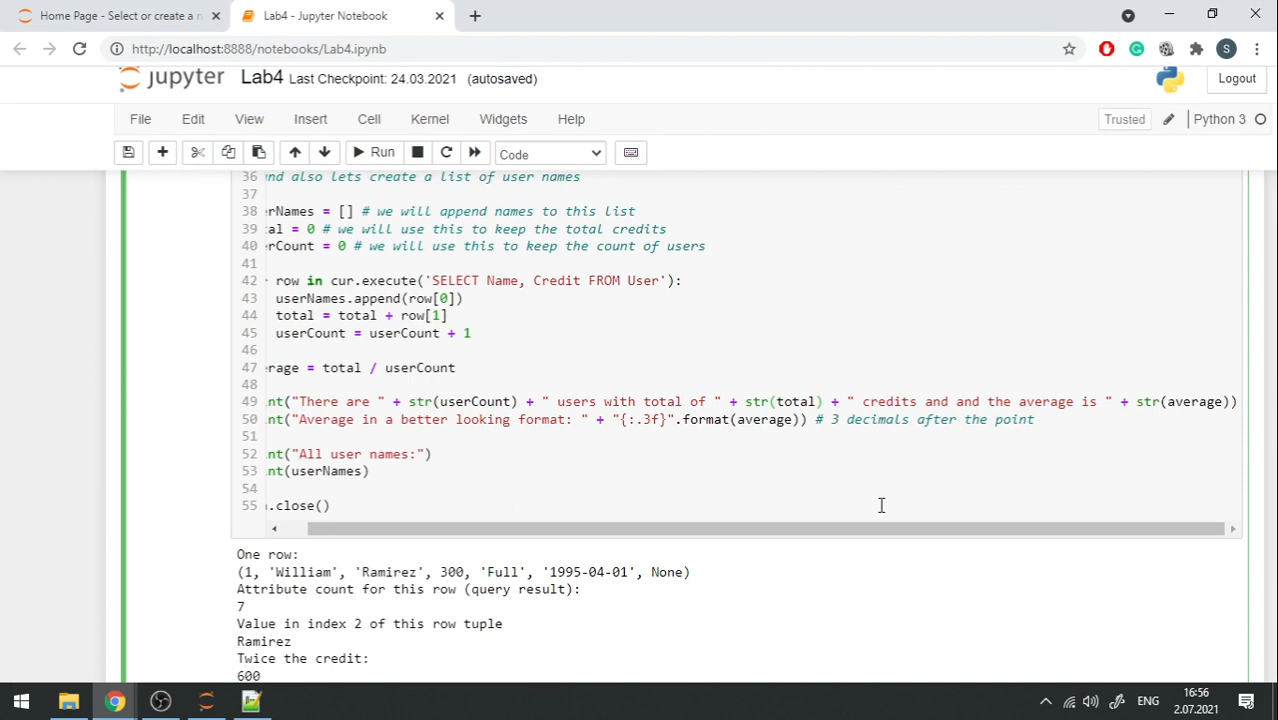 Home Page - Select or create a n
Lab4 - Jupyter Notebook
http://localhost:8888/notebooks/Lab4.ipynb
S
jupyter Lab4 Last Checkpoint: 24.03.2021 (autosaved)
Logout
File Edit View Insert Cell Kernel Widgets Help
Trusted Python 3
Run Code
36 nd also lets create a list of user names
37
38 rNames = [] # we will append names to this list
39 tal = 0 # we will use this to keep the total credits
40 erCount = 0 # we will use this to keep the count of users
41
42 row in cur.execute('SELECT Name, Credit FROM User'):
43 userNames.append(row[0])
44 total = total + row[1]
45 userCount = userCount + 1
46
47 erage = total / userCount
48
49 nt("There are " + str(userCount) + " users with total of " + str(total) + " credits and and the average is " + str(average))
50 nt("Average in a better looking format: " + "{:.3f}".format(average)) # 3 decimals after the point
51
52 nt("All user names:")
53 nt(userNames)
54
55 .close()
One row:
(1, 'William', 'Ramirez', 300, 'Full', '1995-04-01', None)
Attribute count for this row (query result):
7
Value in index 2 of this row tuple
Ramirez
Twice the credit:
600
ENG
16:56
2.07.2021